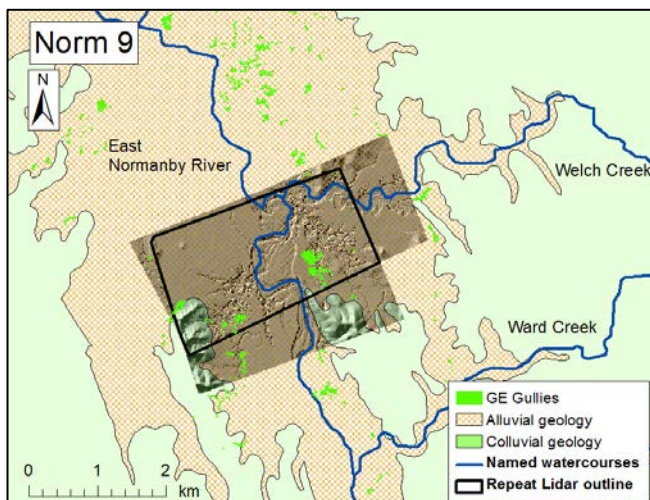 Norm 9
N
East
Normanby River
Welch Creek
Ward Creek
GE Gullies
Alluvial geology
Colluvial geology
Named watercourses
Repeat Lidar outline
0 1 2
km